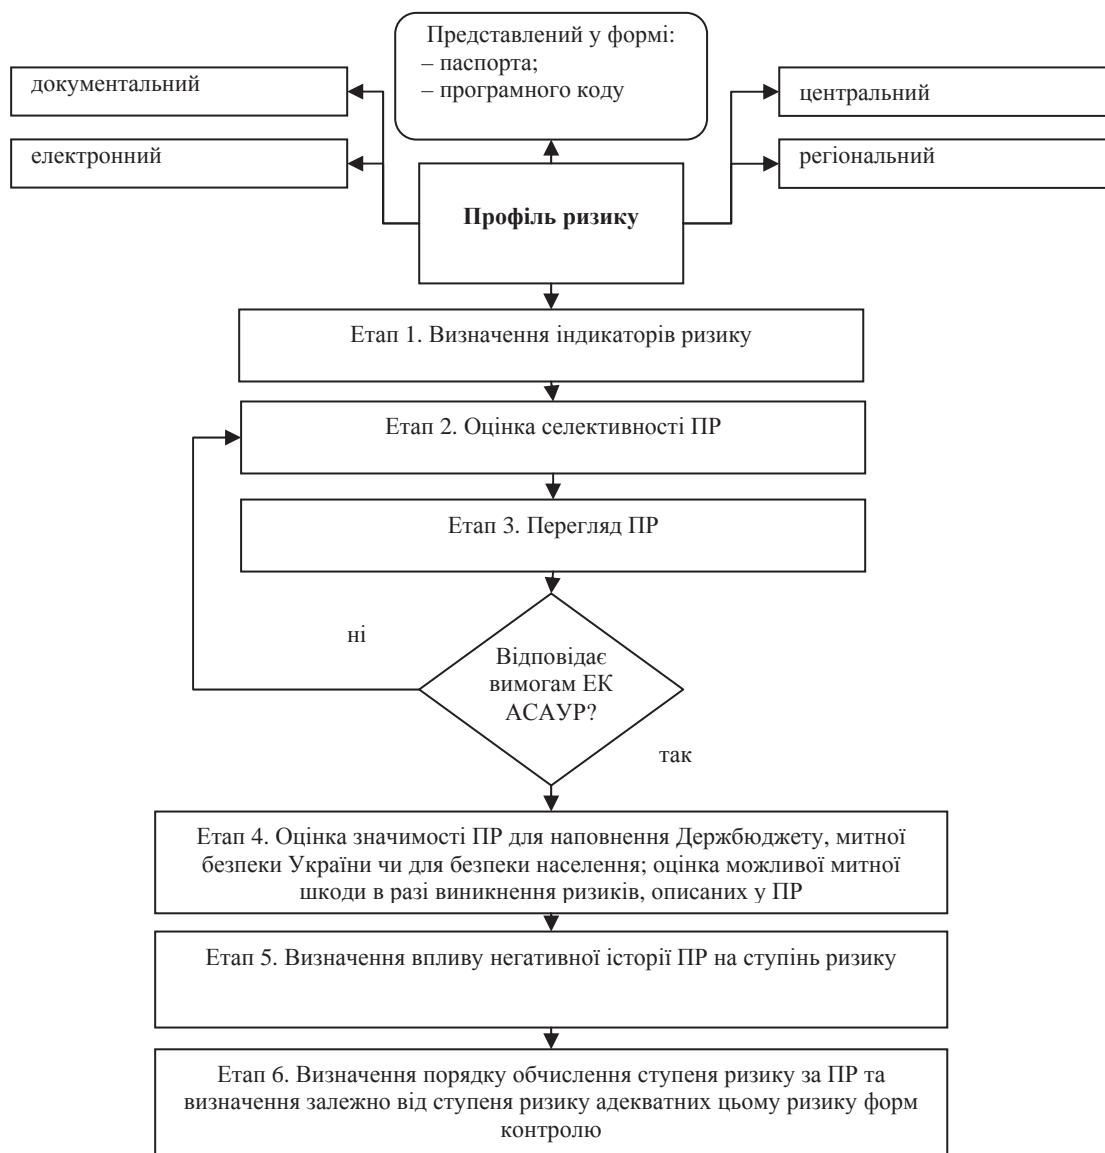 Представлений у формі:
– паспорта;
– програмного коду
документальний
центральний
електронний
регіональний
Профіль ризику
Етап 1. Визначення індикаторів ризику
Етап 2. Оцінка селективності ПР
Етап 3. Перегляд ПР
ні
Відповідає
вимогам ЕК
АСАУР?
так
Етап 4. Оцінка значимості ПР для наповнення Держбюджету, митної
безпеки України чи для безпеки населення; оцінка можливої митної
шкоди в разі виникнення ризиків, описаних у ПР
Етап 5. Визначення впливу негативної історії ПР на ступінь ризику
Етап 6. Визначення порядку обчислення ступеня ризику за ПР та
визначення залежно від ступеня ризику адекватних цьому ризику форм
контролю